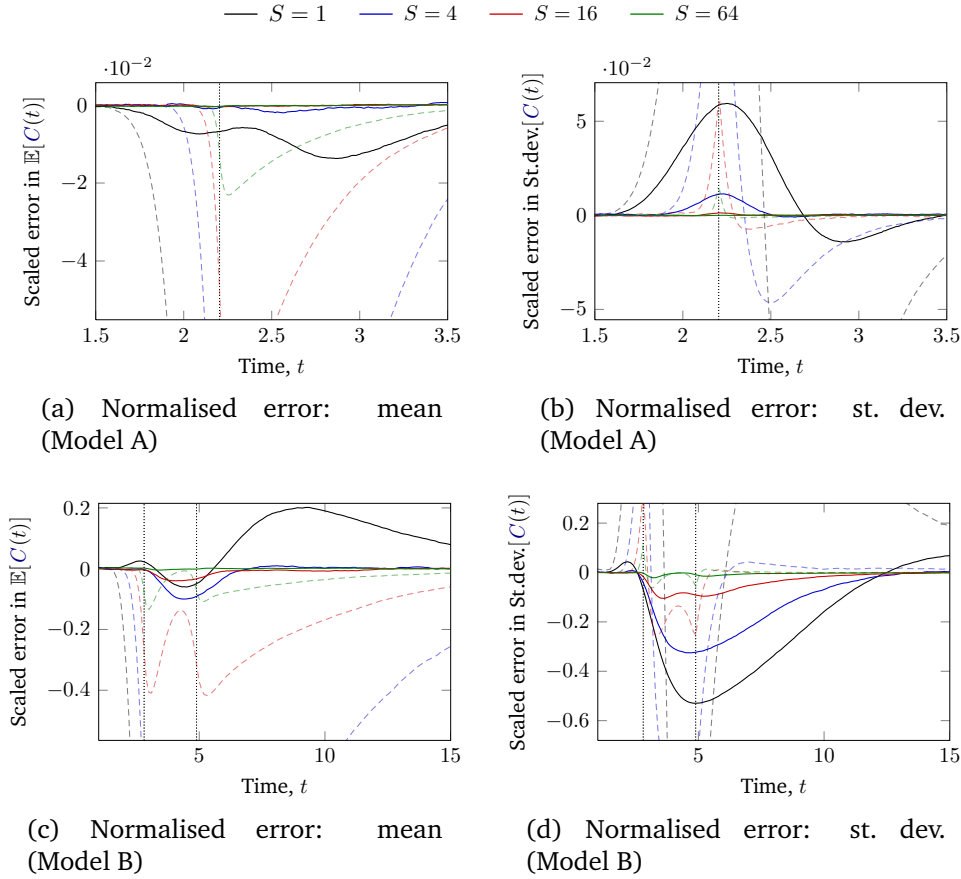 S = 1 S = 4 S = 16 S = 64
·10−2
0
−2
−4
1.5 2 2.5 3 3.5
Time, t
Scaled error in 𝔼[C(t)]
(a) Normalised error: mean
(Model A)
·10−2
5
0
−5
1.5 2 2.5 3 3.5
Time, t
Scaled error in St.dev.[C(t)]
(b) Normalised error: st. dev.
(Model A)
0.2
0
−0.2
−0.4
5 10 15
Time, t
Scaled error in 𝔼[C(t)]
(c) Normalised error: mean
(Model B)
0.2
0
−0.2
−0.4
−0.6
5 10 15
Time, t
Scaled error in St.dev.[C(t)]
(d) Normalised error: st. dev.
(Model B)